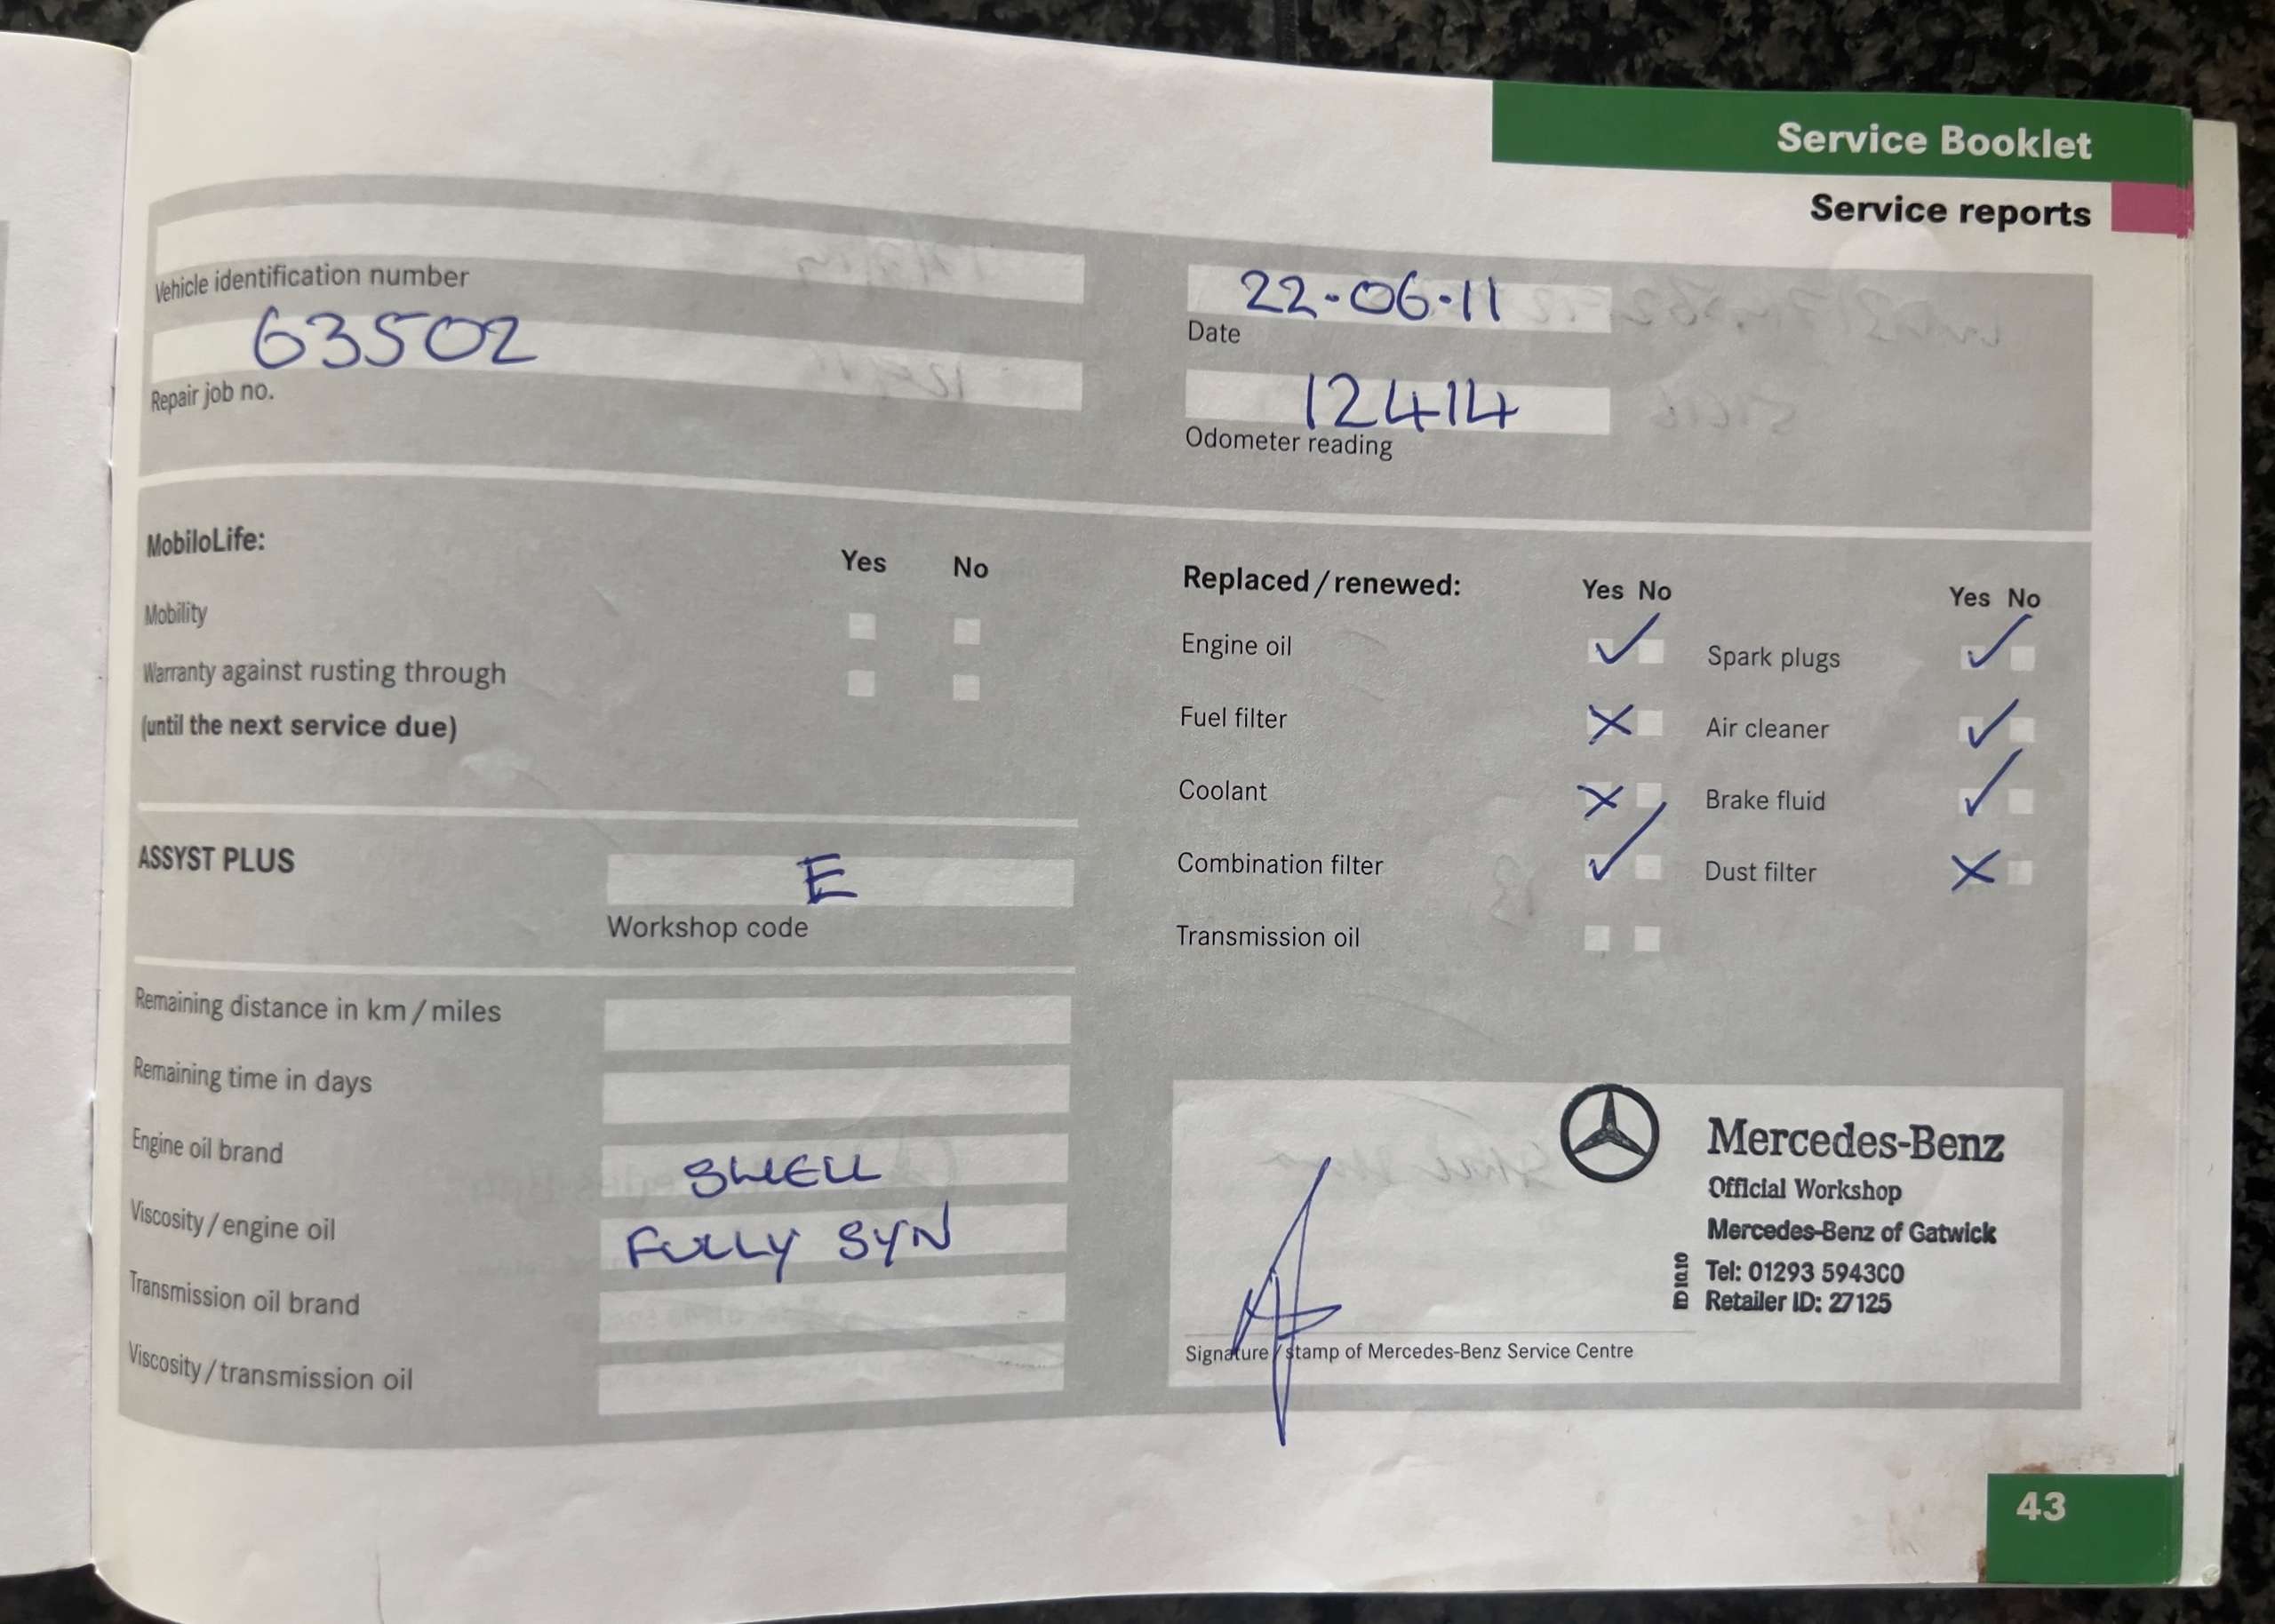 Service Booklet
Service reports
Vehicle identification number
63502
Repair job no.
22-06-11
Date
12414
Odometer reading
MobiloLife:
Yes No
Mobility
Warranty against rusting through
(until the next service due)
ASSYST PLUS
E
Workshop code
Remaining distance in km / miles
Remaining time in days
Engine oil brand
SHELL
Viscosity / engine oil
FULLY SYN
Transmission oil brand
Viscosity / transmission oil
Replaced / renewed:
Yes No
Yes No
Engine oil ✓
Spark plugs ✓
Fuel filter X
Air cleaner ✓
Coolant X
Brake fluid ✓
Combination filter ✓
Dust filter X
Transmission oil
Mercedes-Benz
Official Workshop
Mercedes-Benz of Gatwick
Tel: 01293 594300
Retailer ID: 27125
ID 10.10
Signature / stamp of Mercedes-Benz Service Centre
43